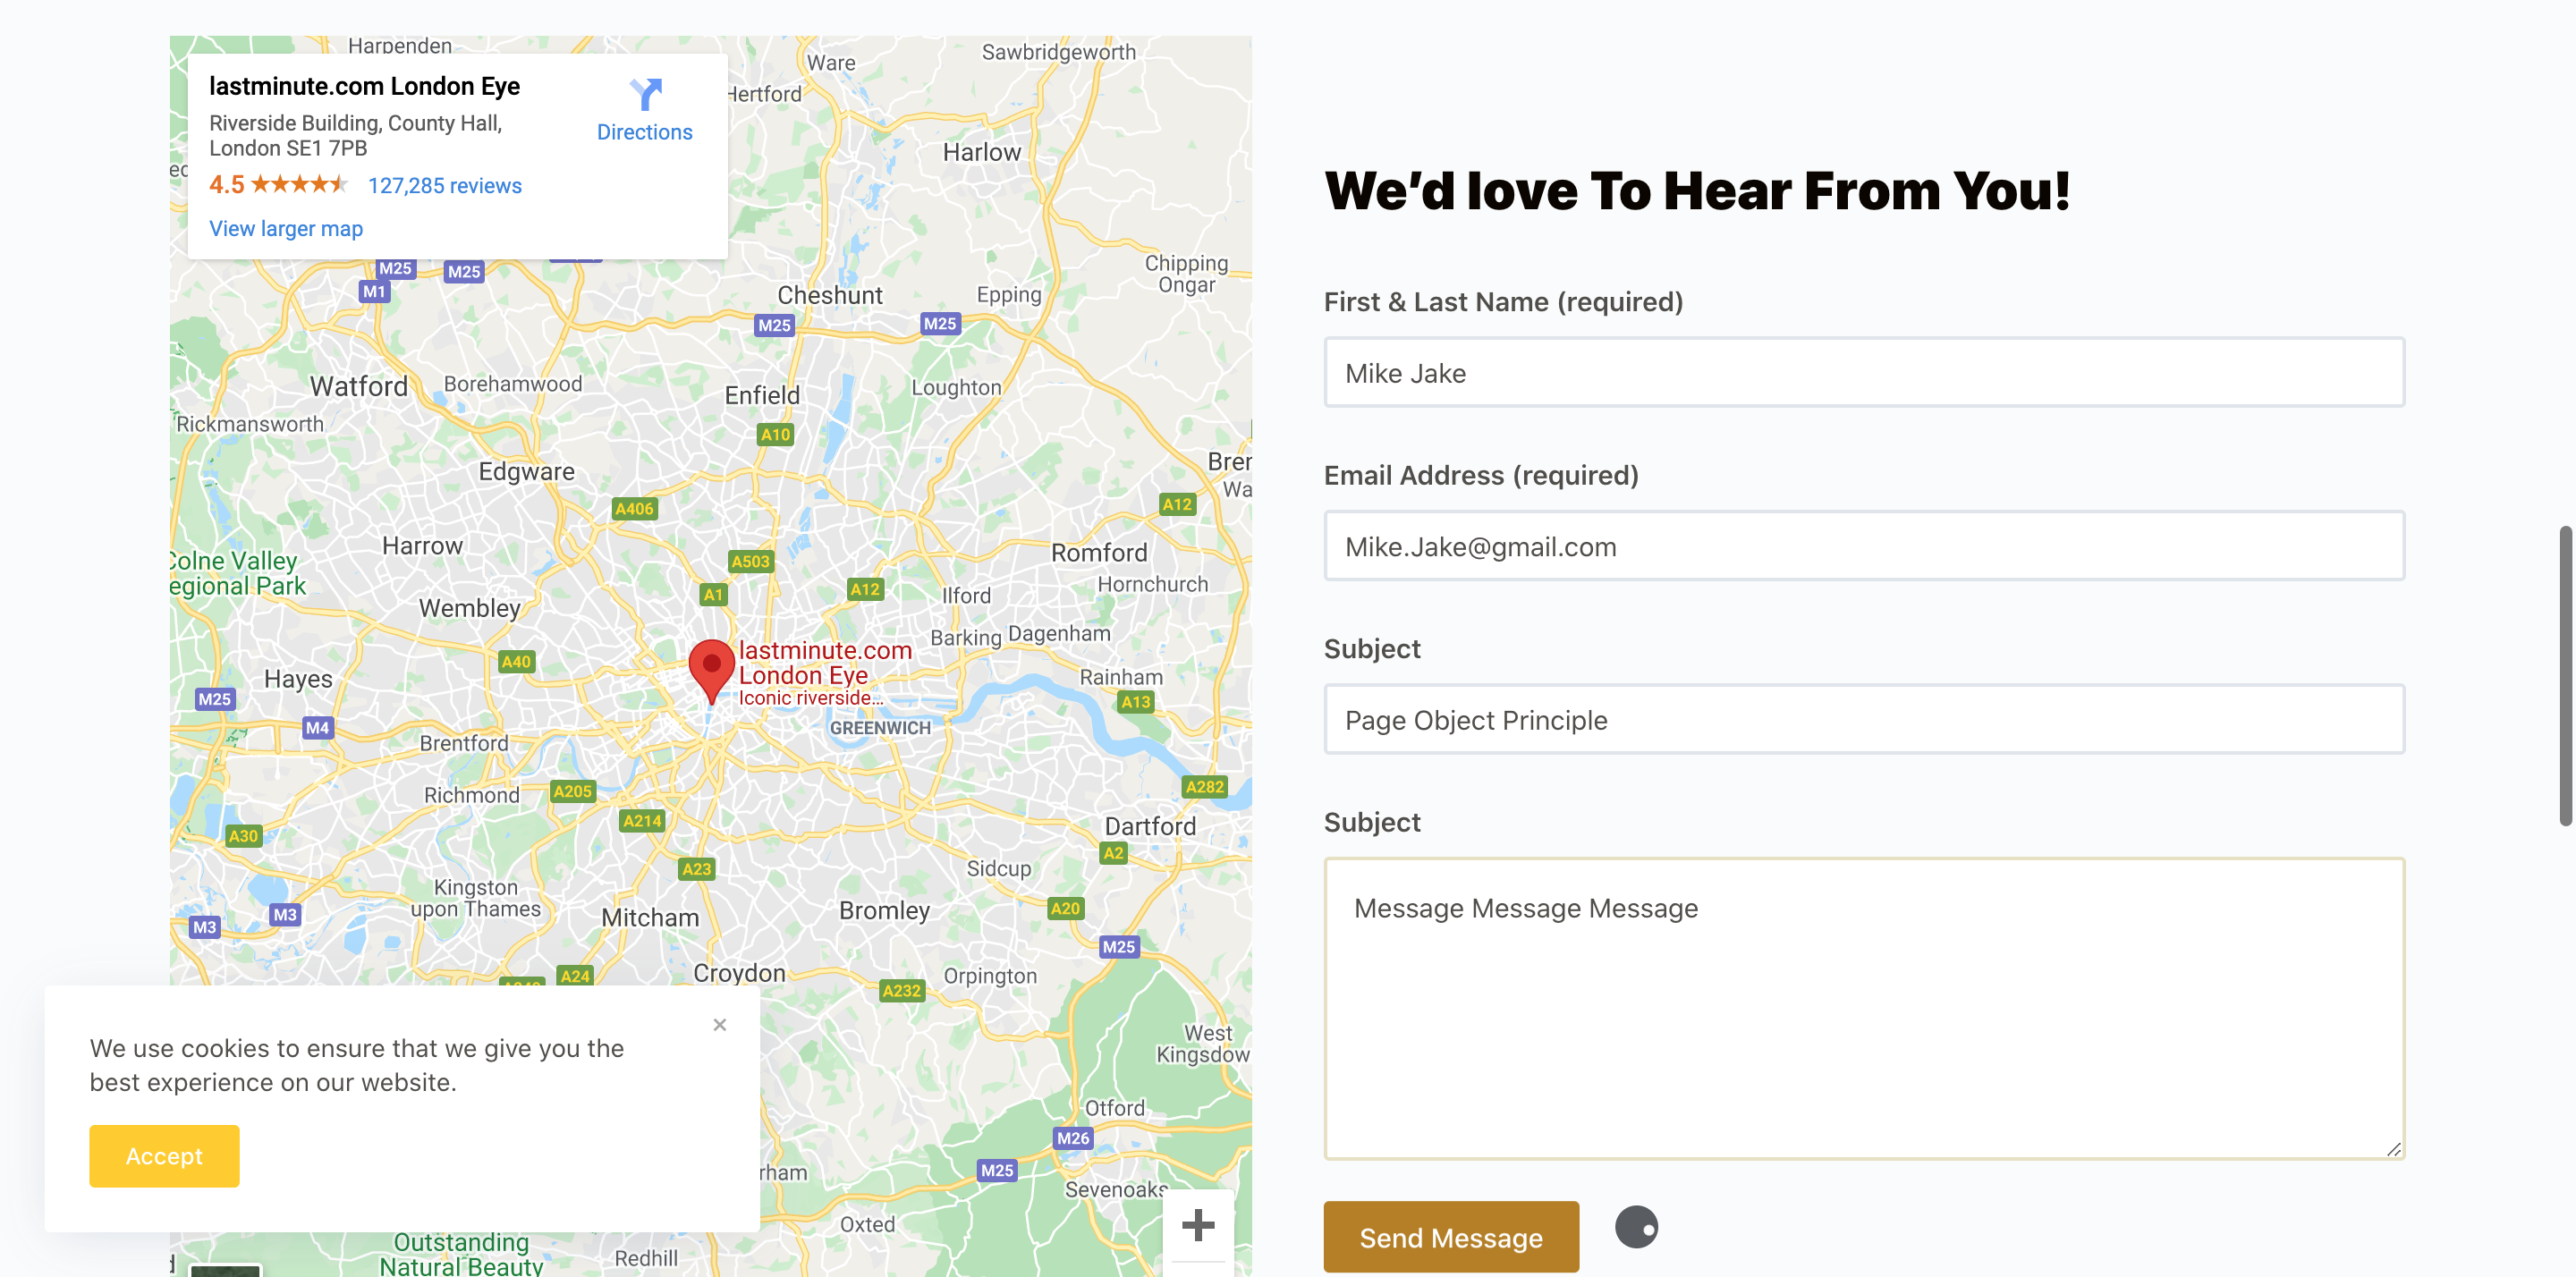 lastminute.com London Eye
Riverside Building, County Hall,
London SE1 7PB
4.5
127,285 reviews
View larger map
Directions
Harpenden
Ware
Sawbridgeworth
Hertford
Harlow
M25
M25
M1
Chipping
Ongar
Cheshunt
Epping
M25
M25
Watford
Borehamwood
Enfield
Loughton
Rickmansworth
A10
Edgware
A406
A12
Harrow
Colne Valley
egional Park
A503
Romford
Hornchurch
A1
A12
Ilford
Wembley
Barking
Dagenham
A40
lastminute.com
London Eye
Iconic riverside...
Hayes
Rainham
M25
A13
M4
GREENWICH
Brentford
Richmond
A205
A282
A214
A30
Dartford
A2
A23
Sidcup
Kingston
upon Thames
M3
M3
Mitcham
Bromley
A20
M25
Croydon
A24
Orpington
A232
West
Kingsdow
Otford
M26
M25
rham
Sevenoaks
Oxted
Redhill
Outstanding
Natural Beauty
We use cookies to ensure that we give you the
best experience on our website.
×
Accept
We’d love To Hear From You!
First & Last Name (required)
Mike Jake
Email Address (required)
Mike.Jake@gmail.com
Subject
Page Object Principle
Subject
Message Message Message
Send Message